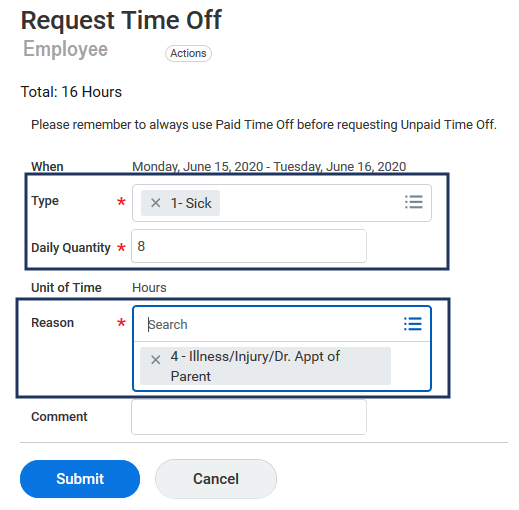 Request Time Off
Employee
Actions
Total: 16 Hours
Please remember to always use Paid Time Off before requesting Unpaid Time Off.
When Monday, June 15, 2020 - Tuesday, June 16, 2020
Type * × 1- Sick
Daily Quantity * 8
Unit of Time Hours
Reason * Search
× 4 - Illness/Injury/Dr. Appt of
Parent
Comment
Submit Cancel